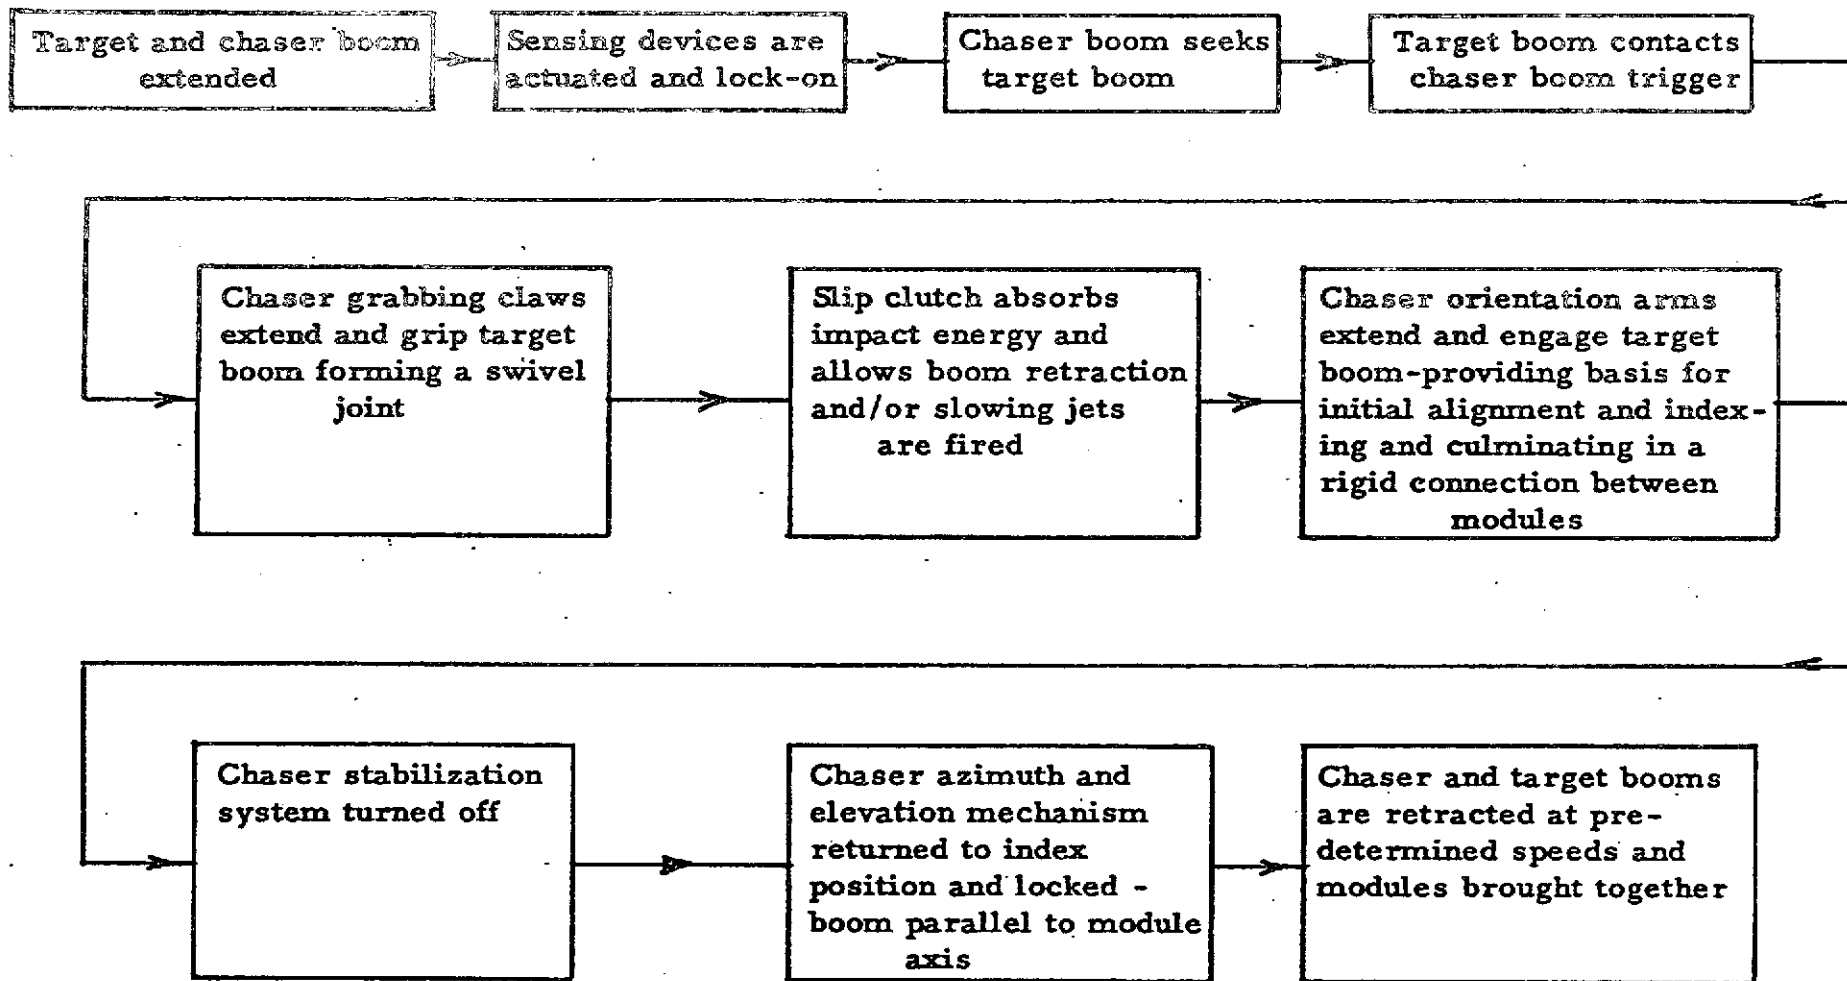 Target and chaser boom
extended
Sensing devices are
actuated and lock-on
Chaser boom seeks
target boom
Target boom contacts
chaser boom trigger
Chaser grabbing claws
extend and grip target
boom forming a swivel
joint
Slip clutch absorbs
impact energy and
allows boom retraction
and/or slowing jets
are fired
Chaser orientation arms
extend and engage target
boom-providing basis for
initial alignment and index-
ing and culminating in a
rigid connection between
modules
Chaser stabilization
system turned off
Chaser azimuth and
elevation mechanism
returned to index
position and locked -
boom parallel to module
axis
Chaser and target booms
are retracted at pre-
determined speeds and
modules brought together